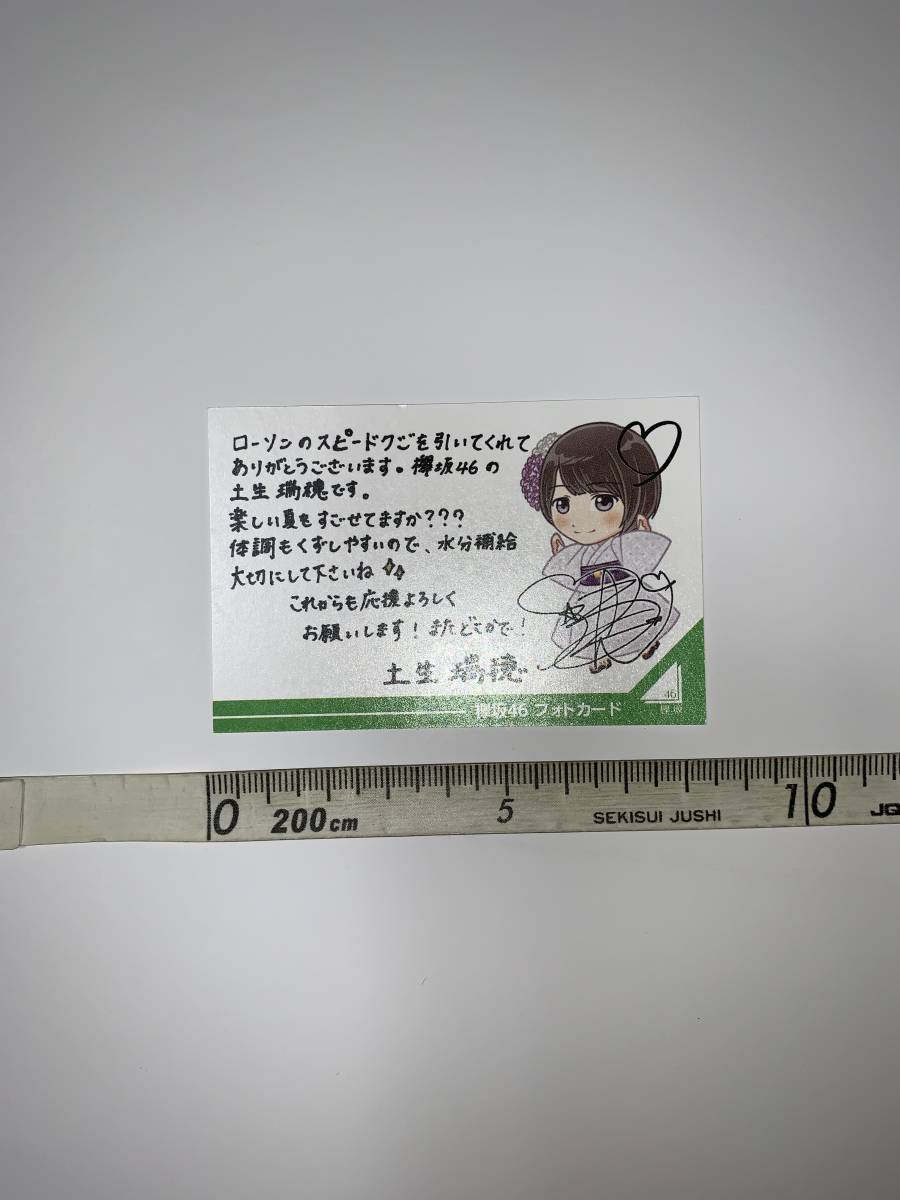 ローソンのスピードクごを引いてくれて
ありがとうございます。欅坂46の
土生 瑞穂です。
楽しい夏をすごせてますか???
体調もくずしやすいので、水分補給
大切にして下さいね
これからも応援よろしく
お願いします!またどこかで!
土生 瑞穂
46
欅坂
欅坂46 フォトカード
0 200cm 5 SEKISUI JUSHI 10 JQ